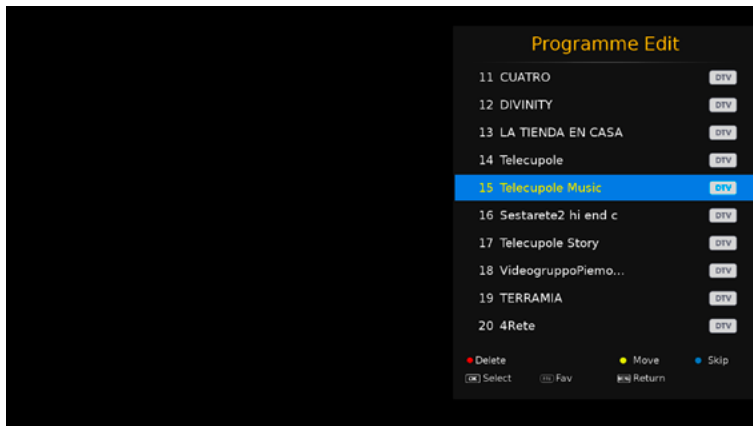 Programme Edit
11 CUATRO DTV
12 DIVINITY DTV
13 LA TIENDA EN CASA DTV
14 Telecupole DTV
15 Telecupole Music DTV
16 Sestarete2 hi end c DTV
17 Telecupole Story DTV
18 VideogruppoPiemo... DTV
19 TERRAMIA DTV
20 4Rete DTV
Delete Move Skip
OK Select Fav Return